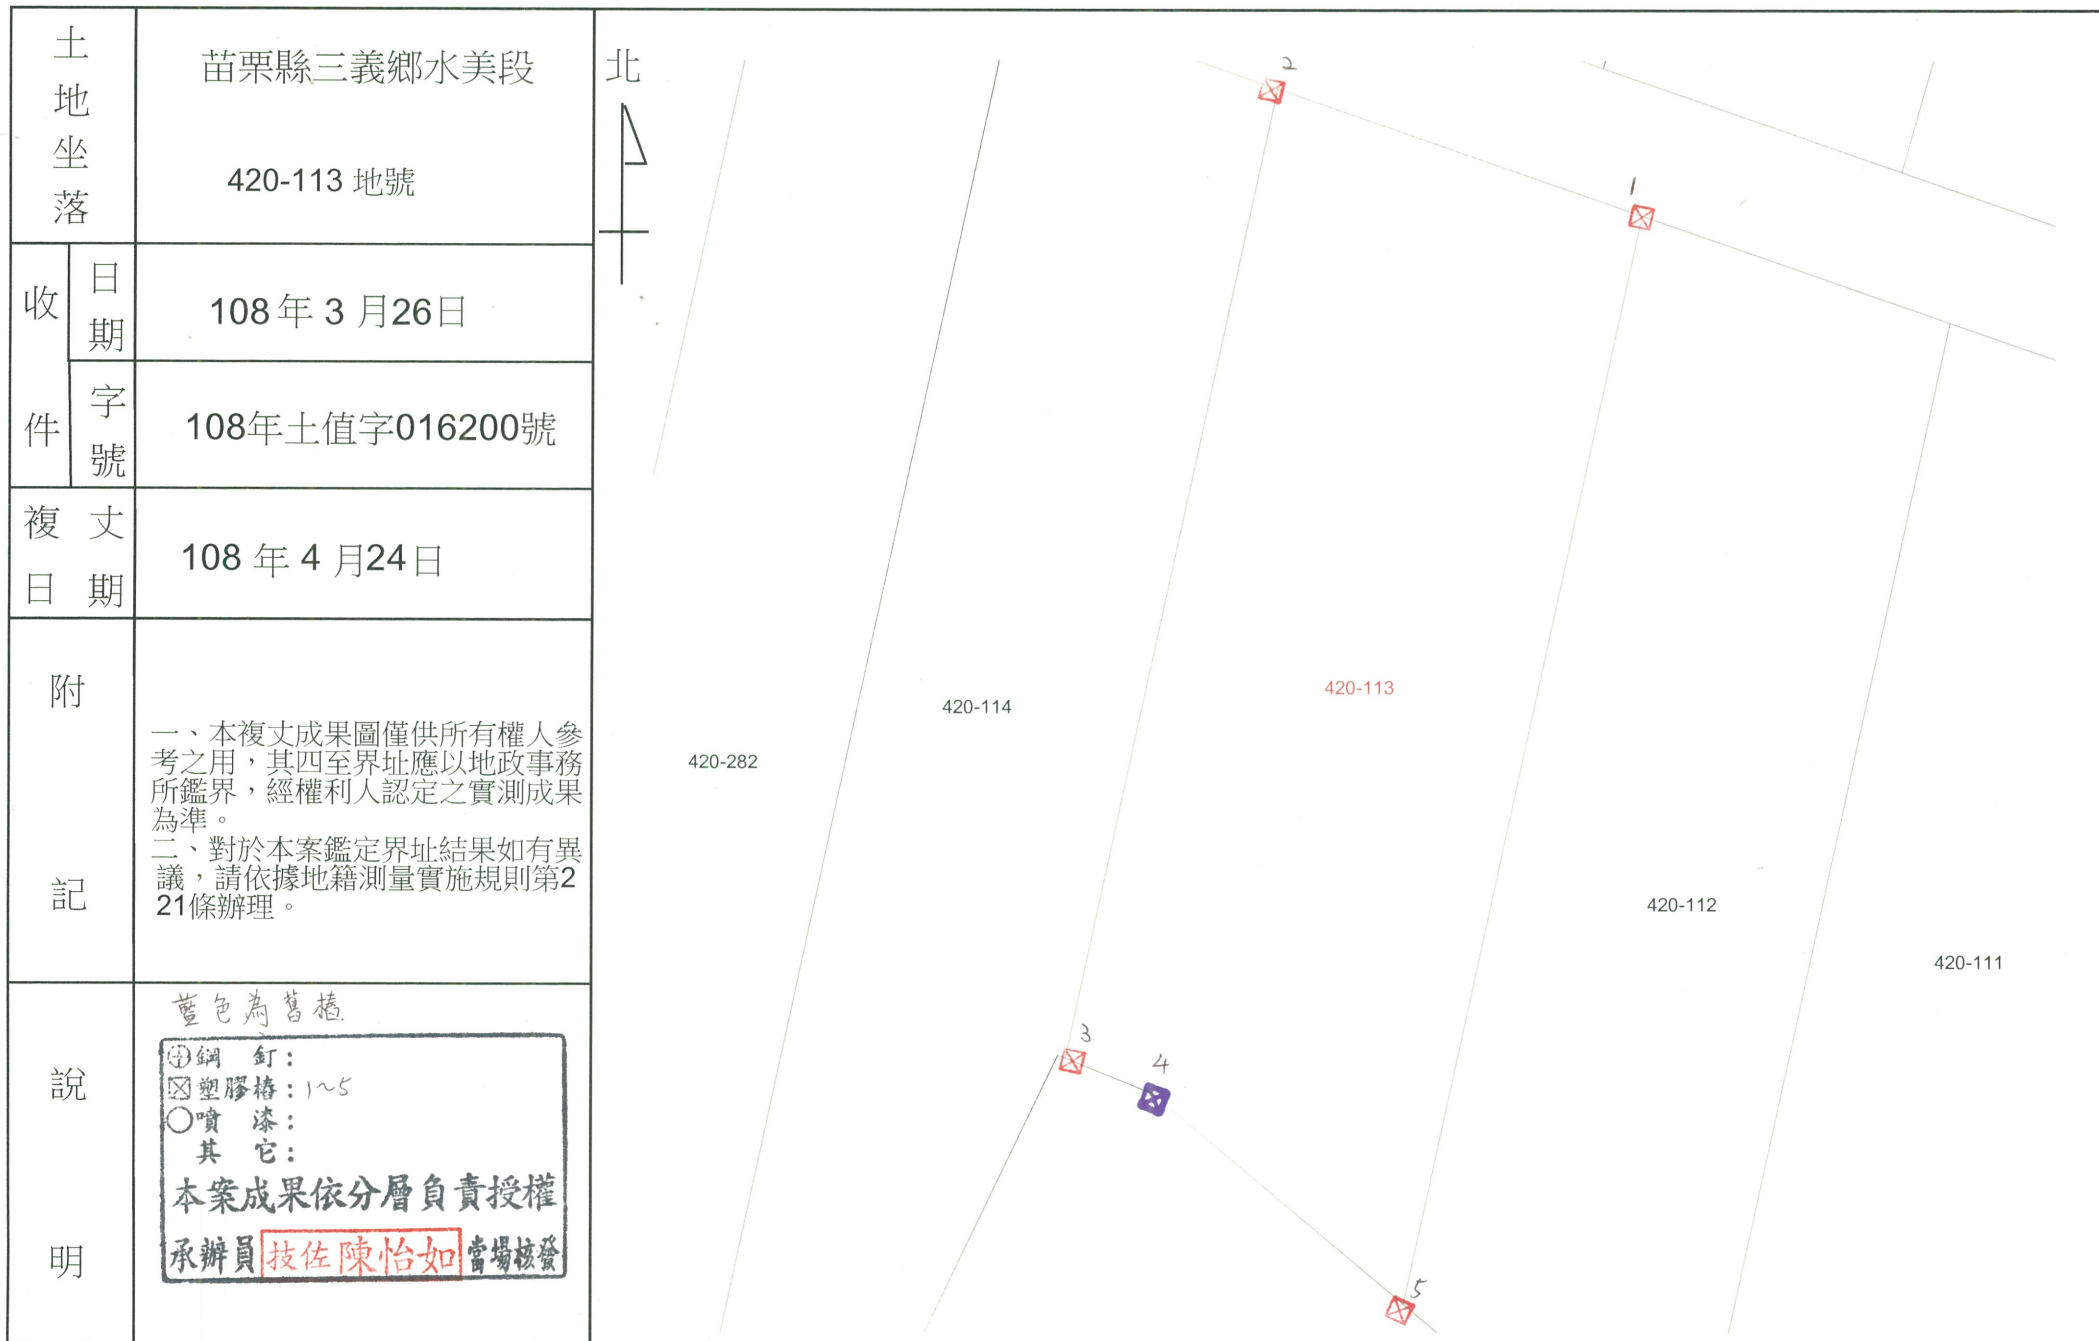 土地坐落
苗栗縣三義鄉水美段
420-113 地號
收件
日期
108 年 3 月26日
字號
108年土值字016200號
複丈日期
108 年 4 月24日
附記
一、本複丈成果圖僅供所有權人參
考之用，其四至界址應以地政事務
所鑑界，經權利人認定之實測成果
為準。
二、對於本案鑑定界址結果如有異
議，請依據地籍測量實施規則第2
21條辦理。
說明
藍色為舊樁
鋼釘：
塑膠樁：1~5
噴漆：
其它：
本案成果依分層負責授權
承辦員 技佐 陳怡如 當場核發
北
2
1
420-113
420-114
420-282
420-112
420-111
3
4
5